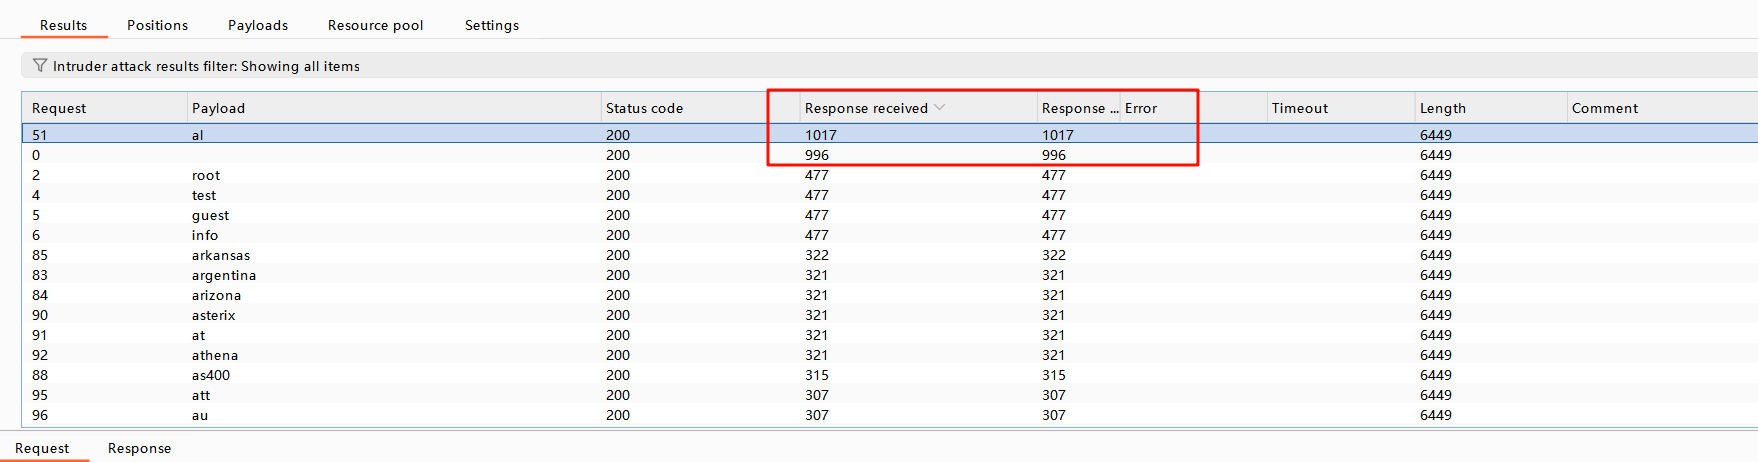 Results Positions Payloads Resource pool Settings
Intruder attack results filter: Showing all items
Request Payload Status code Response received Response ... Error Timeout Length Comment
51 al 200 1017 1017 6449
0 200 996 996 6449
2 root 200 477 477 6449
4 test 200 477 477 6449
5 guest 200 477 477 6449
6 info 200 477 477 6449
85 arkansas 200 322 322 6449
83 argentina 200 321 321 6449
84 arizona 200 321 321 6449
90 asterix 200 321 321 6449
91 at 200 321 321 6449
92 athena 200 321 321 6449
88 as400 200 315 315 6449
95 att 200 307 307 6449
96 au 200 307 307 6449
Request Response